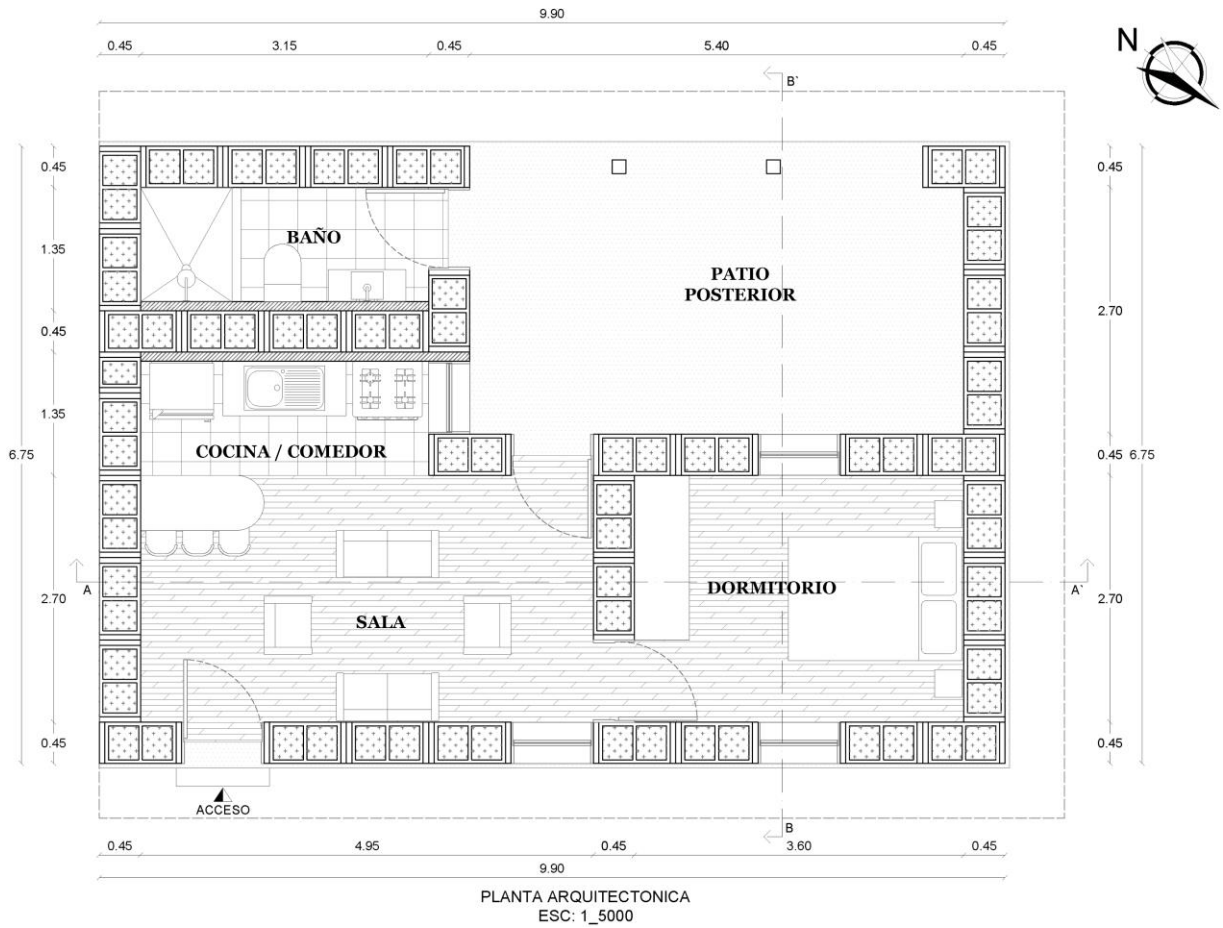 9.90
0.45 3.15 0.45 5.40 0.45
N
B`
0.45
1.35
0.45
1.35
2.70
0.45
6.75
BAÑO
PATIO
POSTERIOR
COCINA / COMEDOR
SALA
DORMITORIO
A
A`
0.45
2.70
0.45
2.70
0.45
6.75
ACCESO
B
0.45 4.95 0.45 3.60 0.45
9.90
PLANTA ARQUITECTONICA
ESC: 1_5000